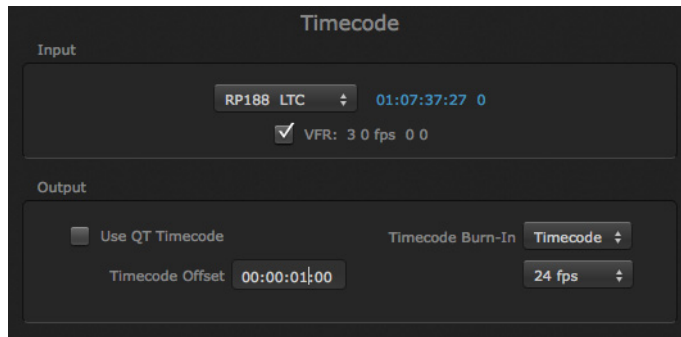 Timecode
Input
RP188 LTC 01:07:37:27 0
VFR: 3 0 fps 0 0
Output
Use QT Timecode Timecode Burn-In Timecode
Timecode Offset 00:00:01:00 24 fps